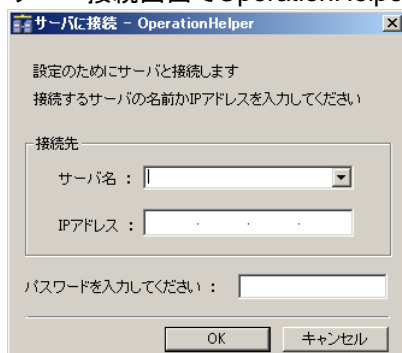 サーバに接続 - OperationHelper
設定のためにサーバと接続します
接続するサーバの名前かIPアドレスを入力してください
接続先
サーバ名 :
IPアドレス :
パスワードを入力してください :
OK キャンセル